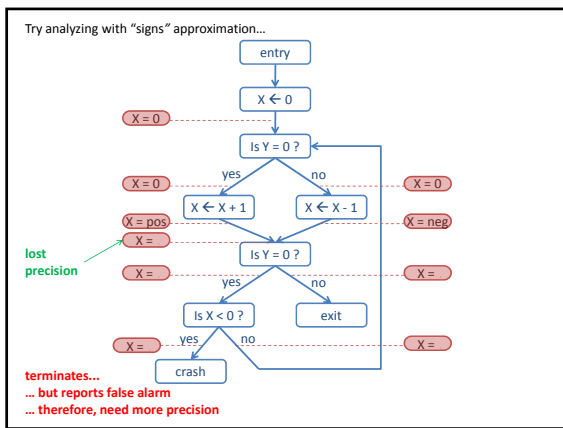 Try analyzing with “signs” approximation…
entry
X ← 0
X = 0
Is Y = 0 ?
yes
no
X = 0
X = 0
X ← X + 1
X ← X - 1
X = pos
X = neg
X =
lost
precision
Is Y = 0 ?
X =
X =
yes
no
Is X < 0 ?
exit
X =
yes
no
X =
crash
terminates...
... but reports false alarm
... therefore, need more precision